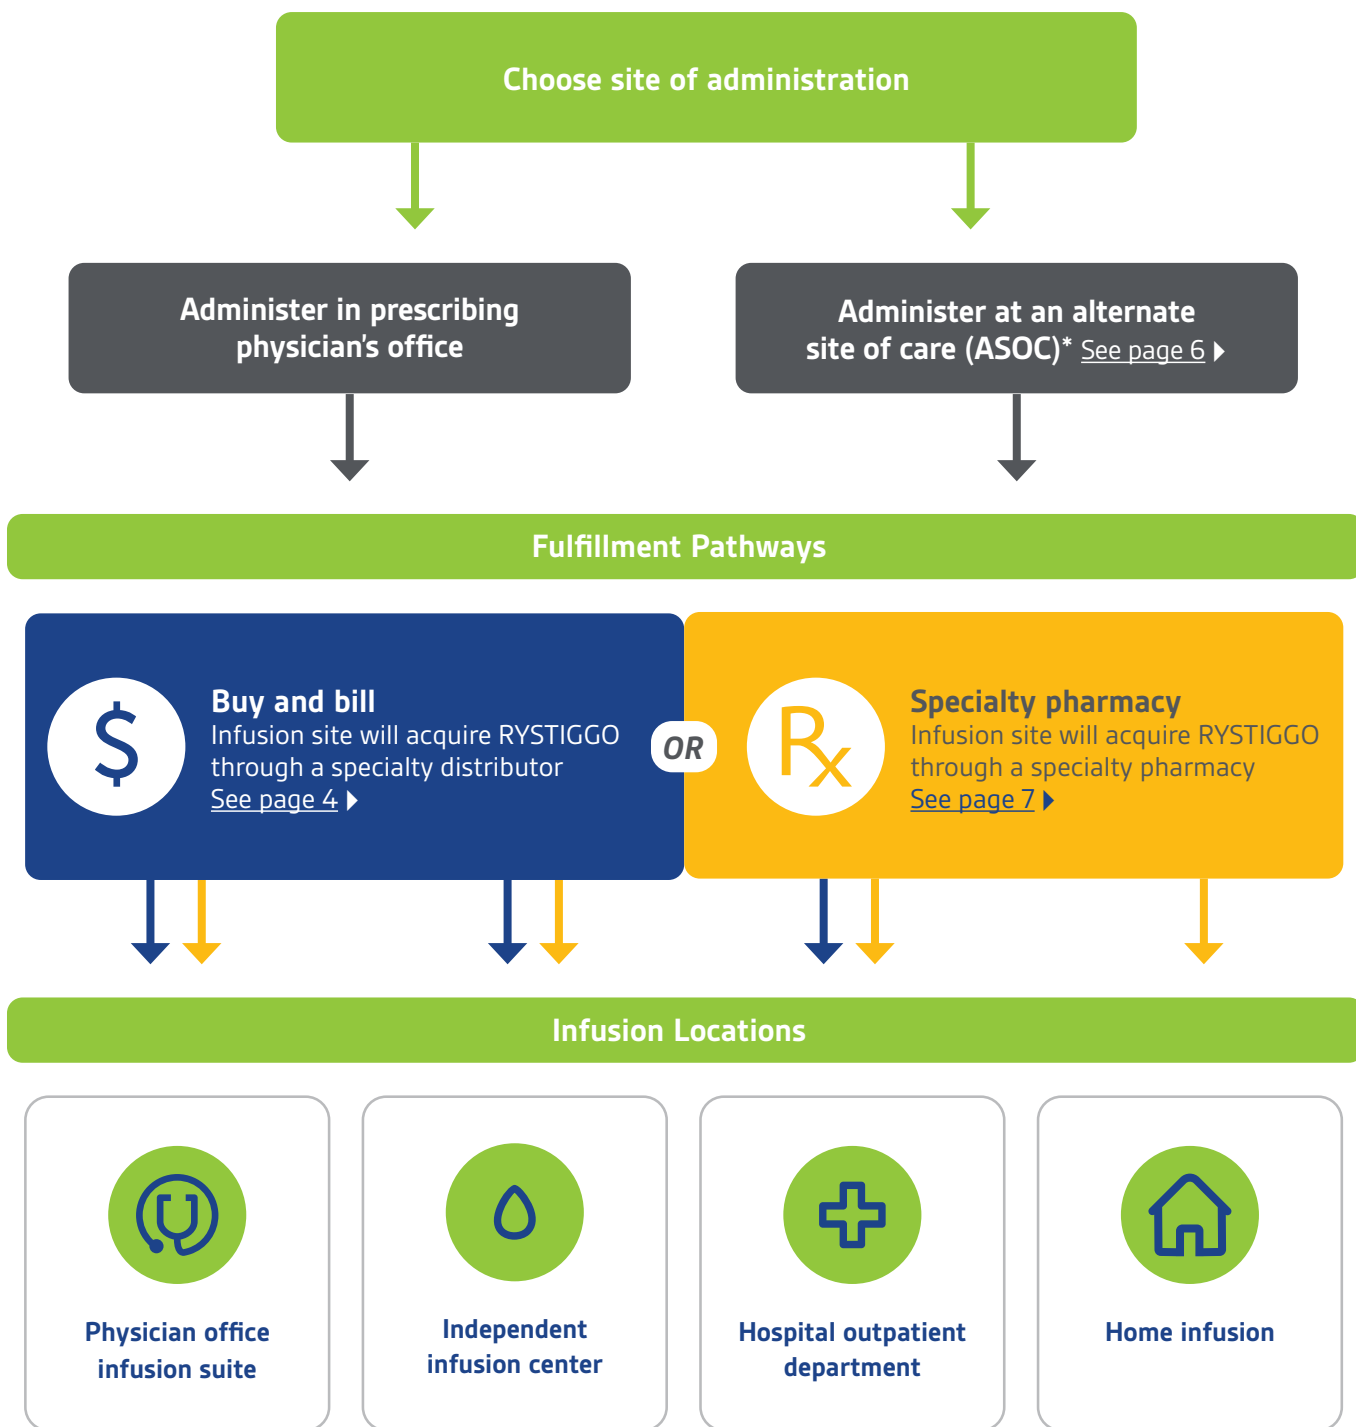 Choose site of administration
Administer in prescribing
physician's office
Administer at an alternate
site of care (ASOC)* See page 6
Fulfillment Pathways
$
Buy and bill
Infusion site will acquire RYSTIGGO
through a specialty distributor
See page 4
OR
Rx
Specialty pharmacy
Infusion site will acquire RYSTIGGO
through a specialty pharmacy
See page 7
Infusion Locations
Physician office
infusion suite
Independent
infusion center
Hospital outpatient
department
Home infusion